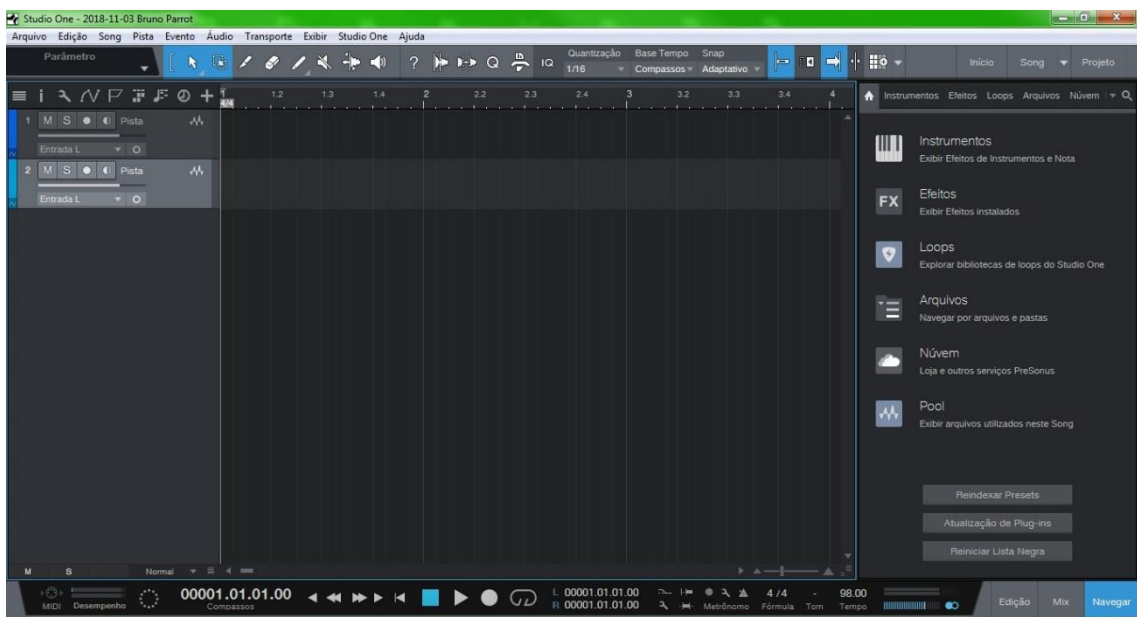 Studio One - 2018-11-03 Bruno Parrot
Arquivo Edição Song Pista Evento Áudio Transporte Exibir Studio One Ajuda
Parâmetro
Quantização Base Tempo Snap
IQ 1/16 Compassos Adaptativo
Início Song Projeto
1 1.2 1.3 1.4 2 2.2 2.3 2.4 3 3.2 3.3 3.4 4
4/4
Instrumentos Efeitos Loops Arquivos Núvem
1 M S Pista
Entrada L
2 M S Pista
Entrada L
Instrumentos
Exibir Efeitos de Instrumentos e Nota
FX
Efeitos
Exibir Efeitos instalados
Loops
Explorar bibliotecas de loops do Studio One
Arquivos
Navegar por arquivos e pastas
Núvem
Loja e outros serviços PreSonus
Pool
Exibir arquivos utilizados neste Song
Reindexar Presets
Atualização de Plug-ins
Reiniciar Lista Negra
M S Normal
MIDI Desempenho
00001.01.01.00
Compassos
L 00001.01.01.00
R 00001.01.01.00
Metrônomo
4 / 4
Fórmula
-
Tom
98.00
Tempo
Edição Mix Navegar